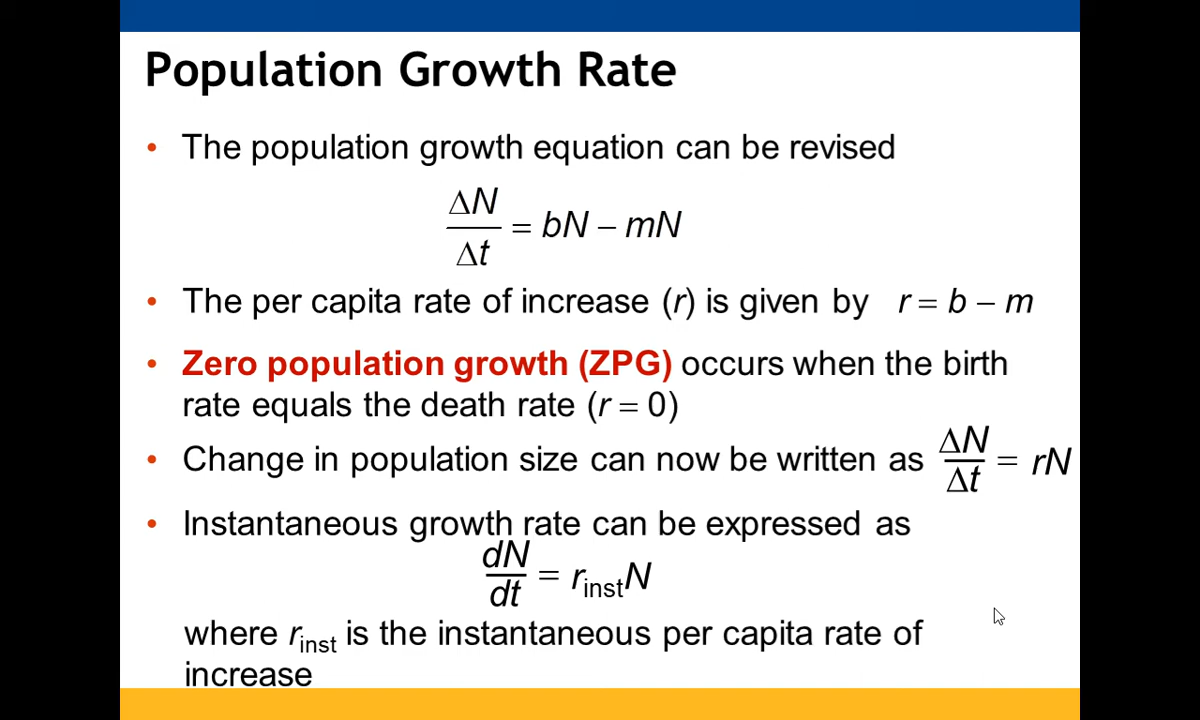 Population Growth Rate
• The population growth equation can be revised
ΔN/Δt = bN – mN
• The per capita rate of increase (r) is given by r = b – m
• Zero population growth (ZPG) occurs when the birth
rate equals the death rate (r = 0)
• Change in population size can now be written as ΔN/Δt = rN
• Instantaneous growth rate can be expressed as
dN/dt = r_inst N
where r_inst is the instantaneous per capita rate of
increase